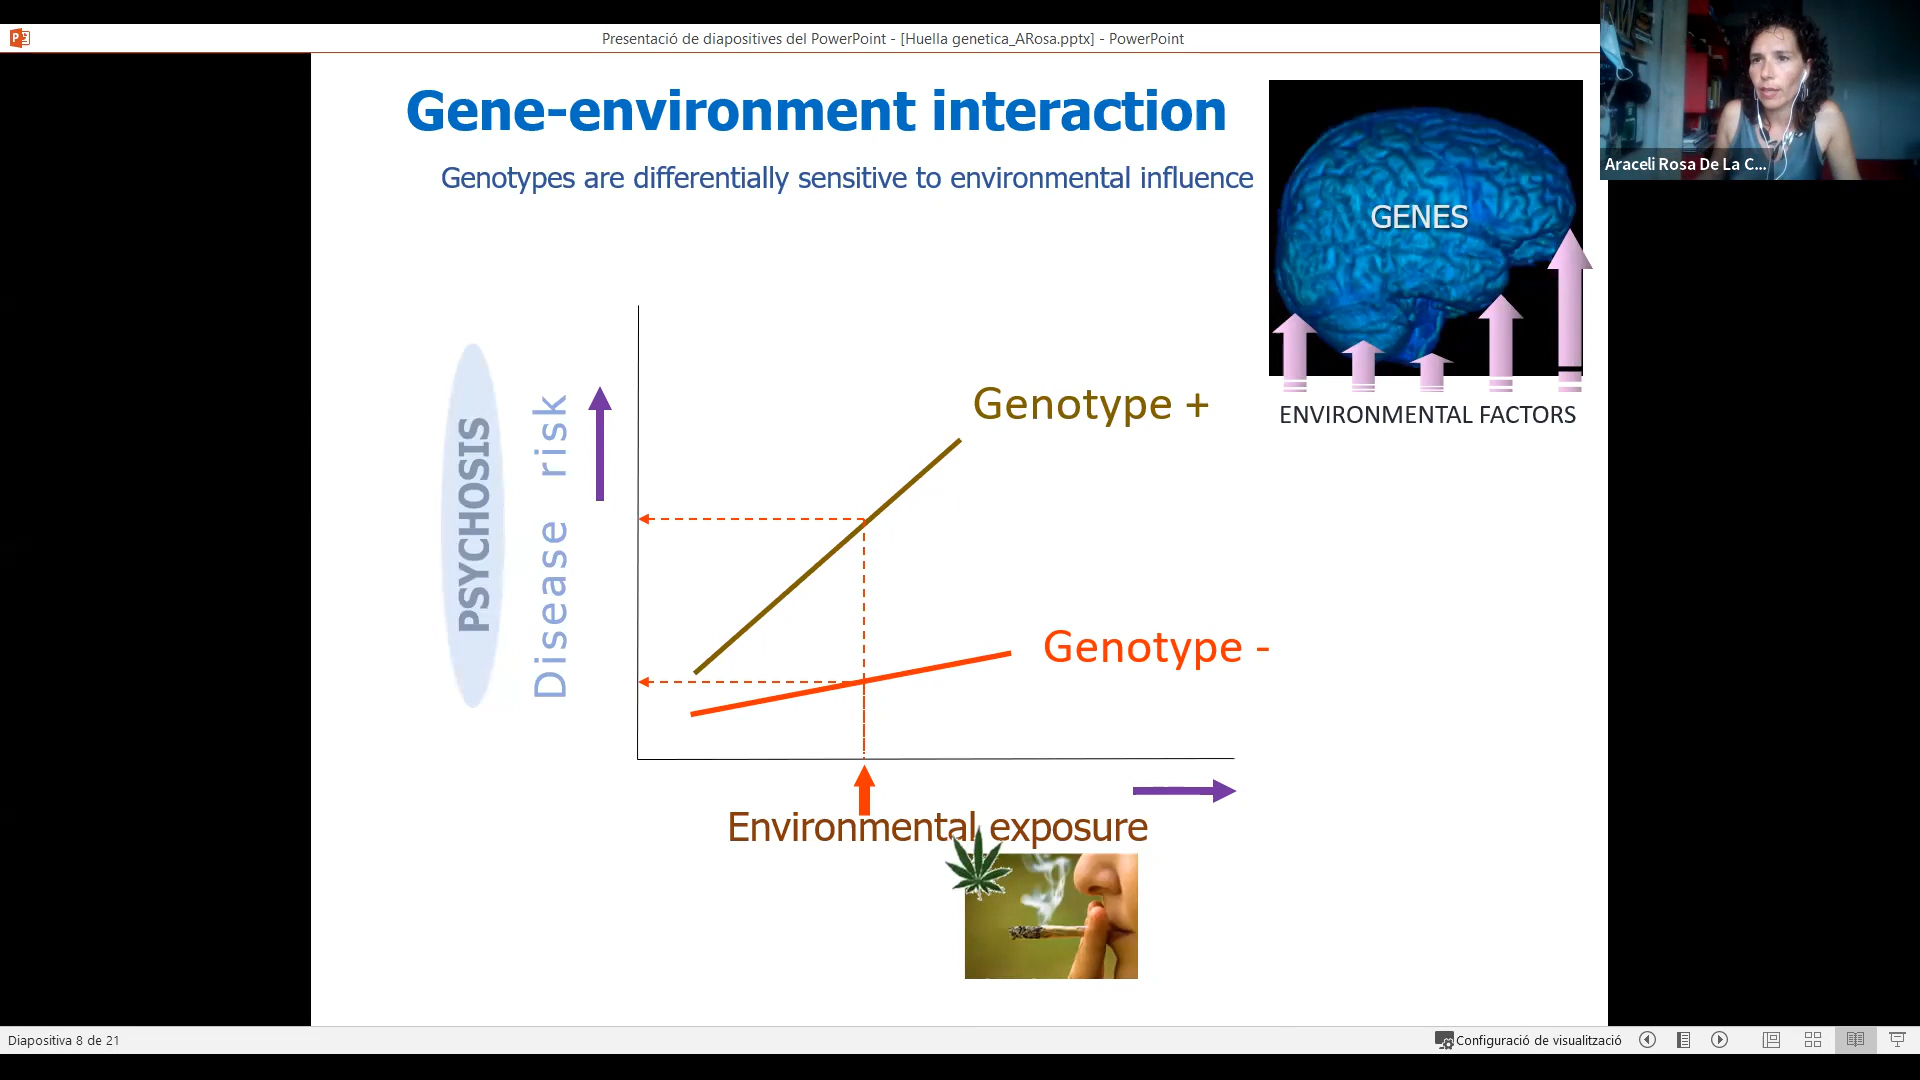 Presentació de diapositives del PowerPoint - [Huella genetica_ARosa.pptx] - PowerPoint
Gene-environment interaction
Genotypes are differentially sensitive to environmental influence
GENES
ENVIRONMENTAL FACTORS
Araceli Rosa De La C...
PSYCHOSIS
Disease risk
Genotype +
Genotype -
Environmental exposure
Diapositiva 8 de 21
Configuració de visualització